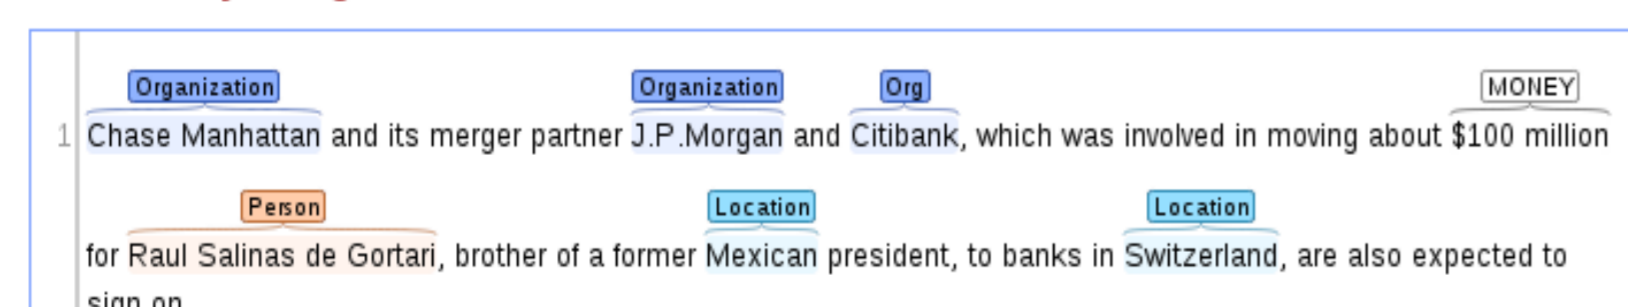 Organization Organization Org MONEY
1 Chase Manhattan and its merger partner J.P.Morgan and Citibank, which was involved in moving about $100 million
Person Location Location
for Raul Salinas de Gortari, brother of a former Mexican president, to banks in Switzerland, are also expected to
sign on